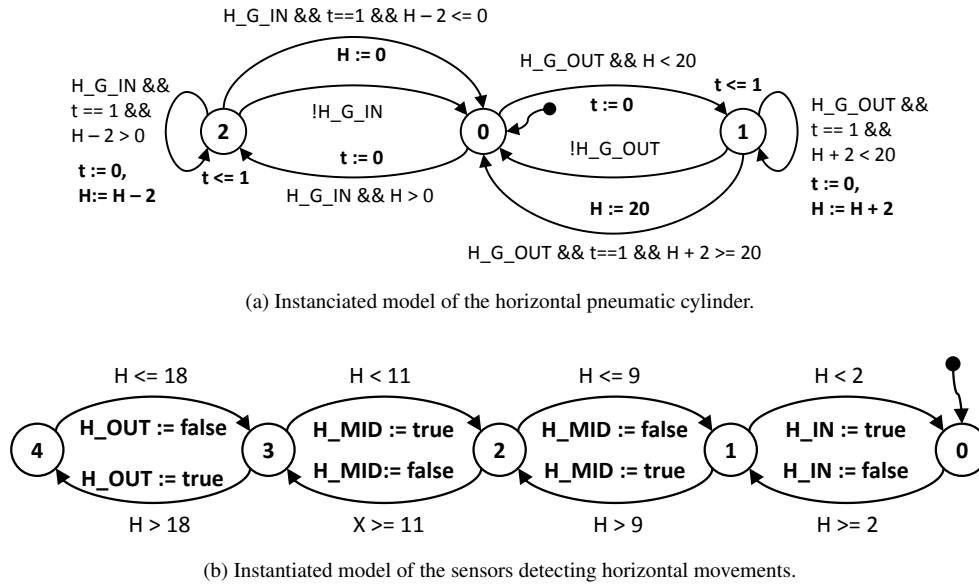 H_G_IN && t==1 && H – 2 <= 0
H := 0
H_G_OUT && H < 20
H_G_IN &&
t == 1 &&
H – 2 > 0
t := 0,
H:= H – 2
2
t <= 1
!H_G_IN
t := 0
H_G_IN && H > 0
0
t := 0
!H_G_OUT
H := 20
H_G_OUT && t==1 && H + 2 >= 20
t <= 1
1
H_G_OUT &&
t == 1 &&
H + 2 < 20
t := 0,
H := H + 2
(a) Instanciated model of the horizontal pneumatic cylinder.
H <= 18
H < 11
H <= 9
H < 2
H_OUT := false
H_MID := true
H_MID := false
H_IN := true
4
3
2
1
0
H_OUT := true
H_MID:= false
H_MID := true
H_IN := false
H > 18
X >= 11
H > 9
H >= 2
(b) Instantiated model of the sensors detecting horizontal movements.